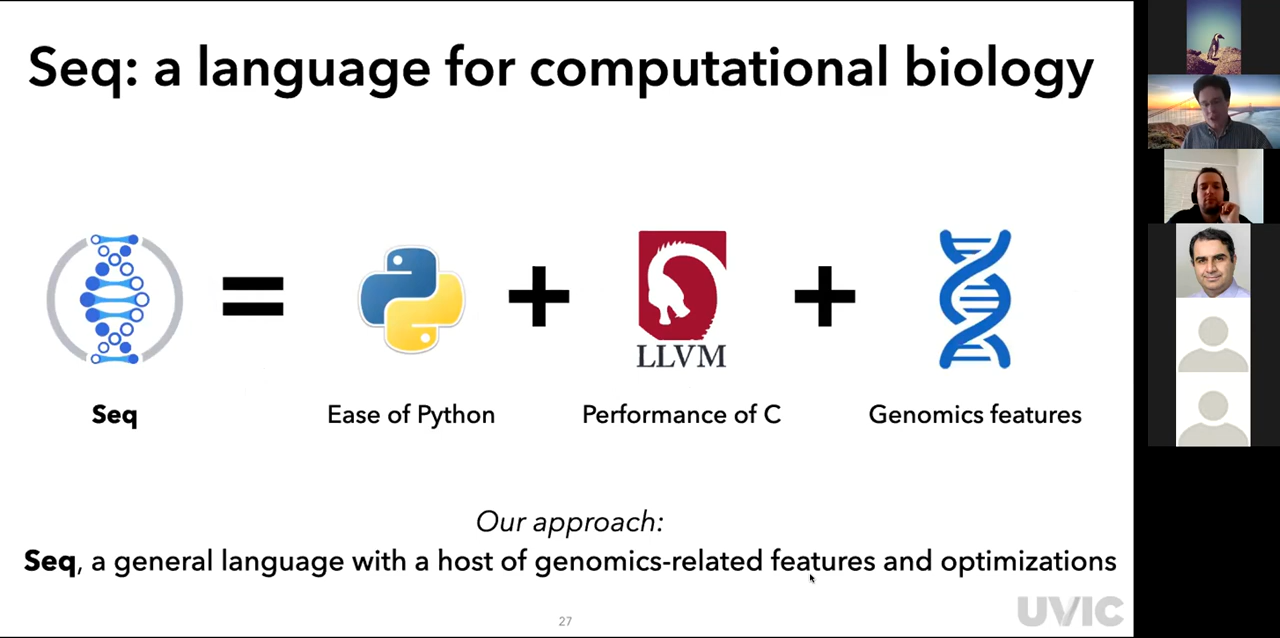 Seq: a language for computational biology
LLVM
Seq
Ease of Python
Performance of C
Genomics features
Our approach:
Seq, a general language with a host of genomics-related features and optimizations
27
UVIC